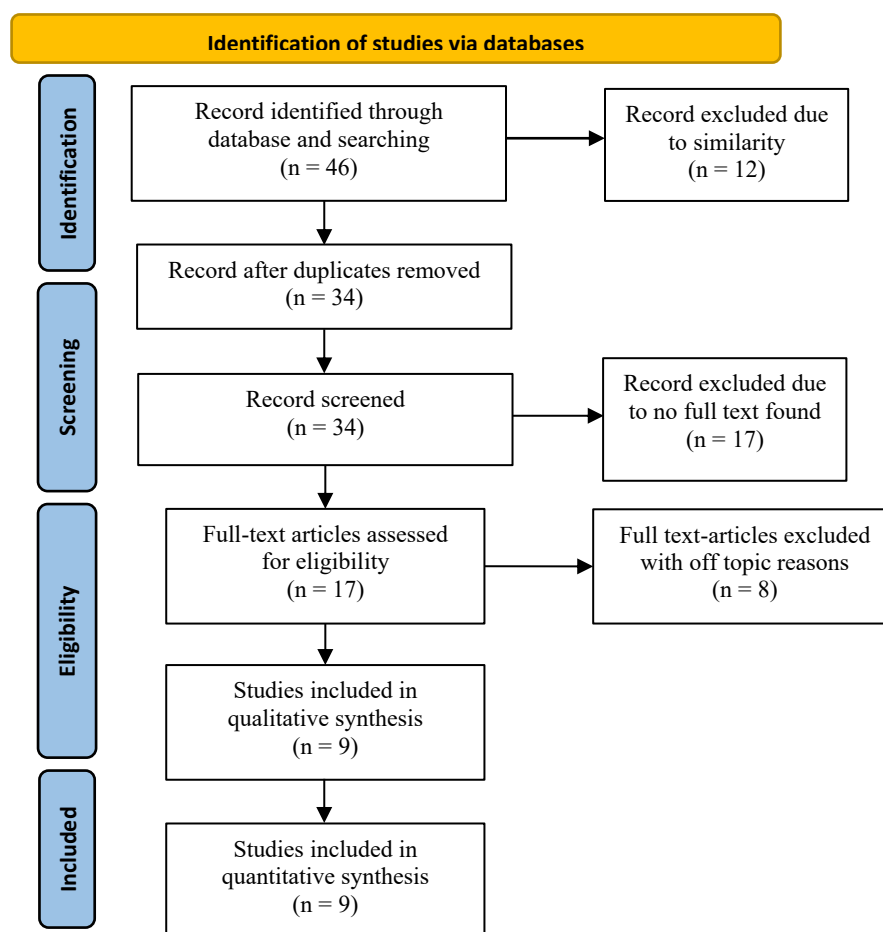 Identification of studies via databases
Identification
Record identified through
database and searching
(n = 46)
Record excluded due
to similarity
(n = 12)
Record after duplicates removed
(n = 34)
Screening
Record screened
(n = 34)
Record excluded due
to no full text found
(n = 17)
Eligibility
Full-text articles assessed
for eligibility
(n = 17)
Full text-articles excluded
with off topic reasons
(n = 8)
Studies included in
qualitative synthesis
(n = 9)
Included
Studies included in
quantitative synthesis
(n = 9)